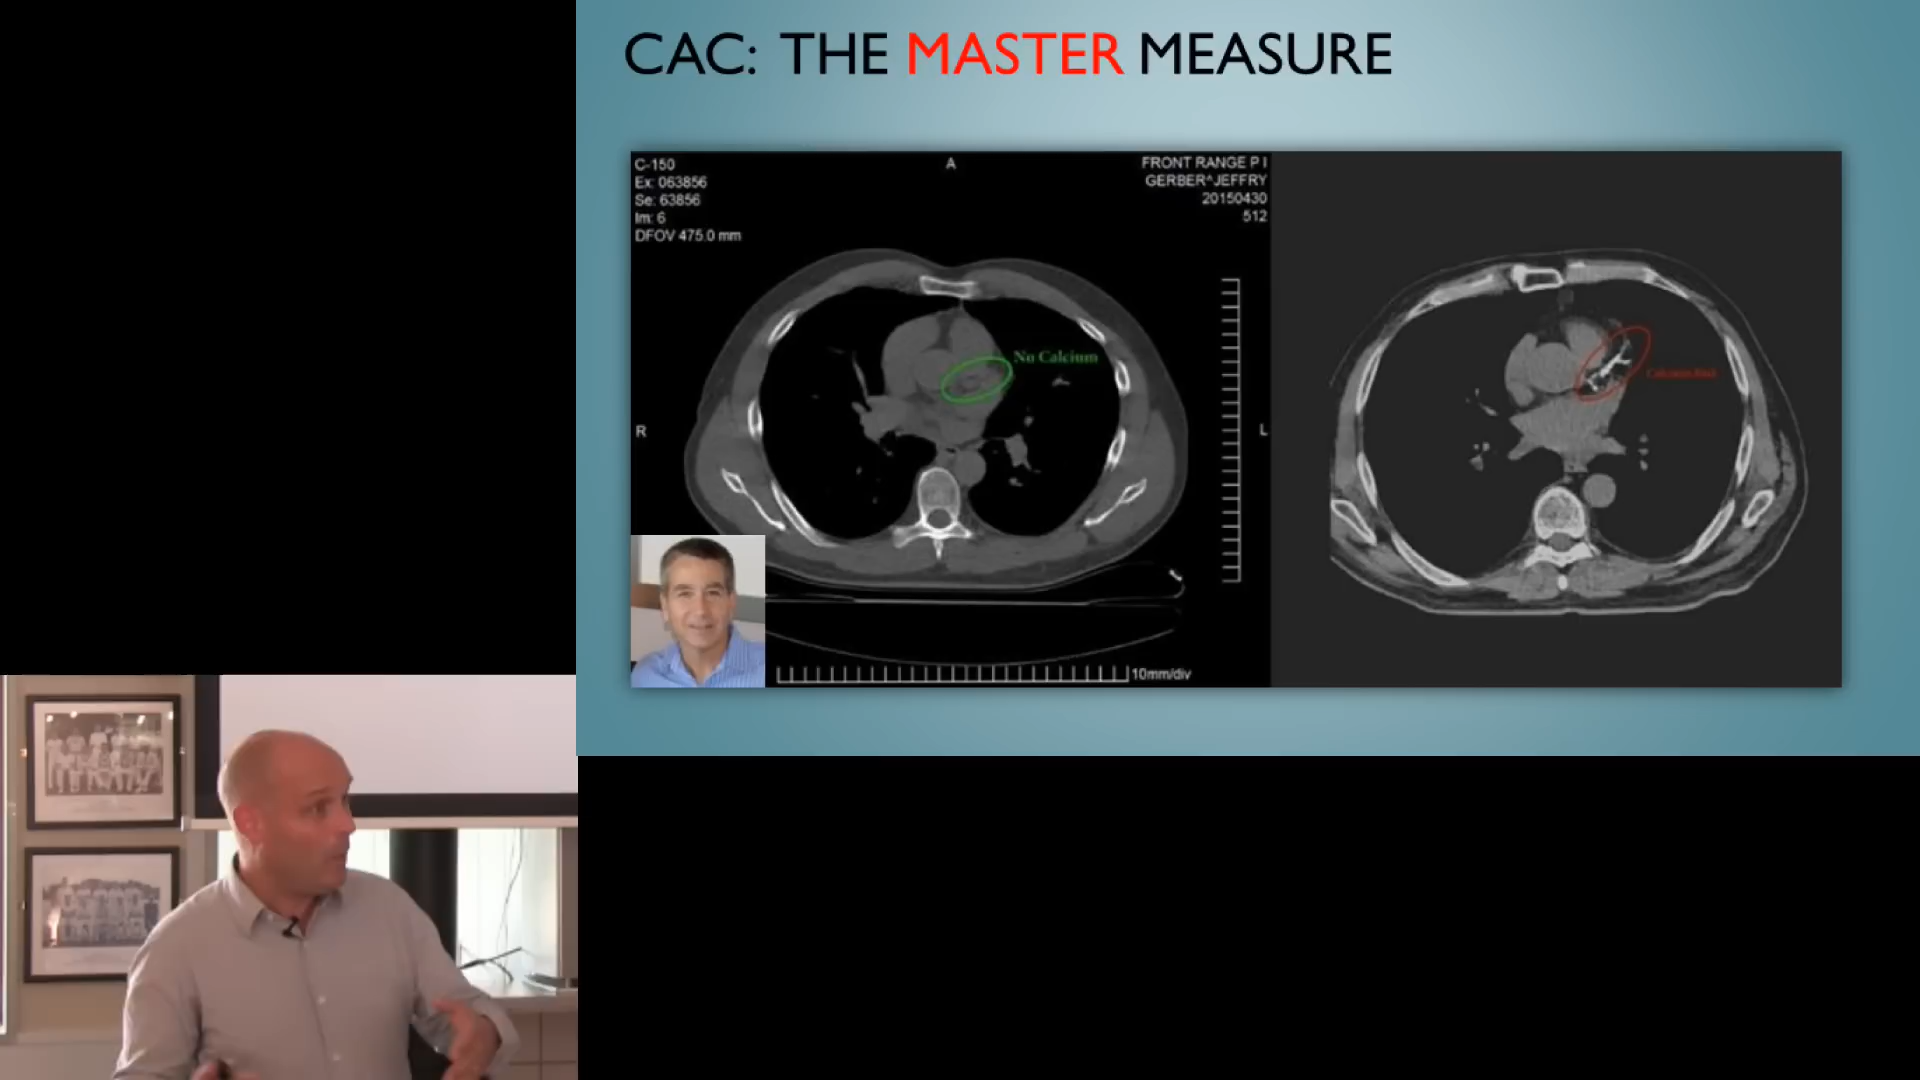 CAC: THE MASTER MEASURE
C-150
Ex: 063856
Se: 63856
Im: 6
DFOV 475.0 mm
A
FRONT RANGE P I
GERBER^JEFFRY
20150430
512
No Calcium
R
L
10mm/div